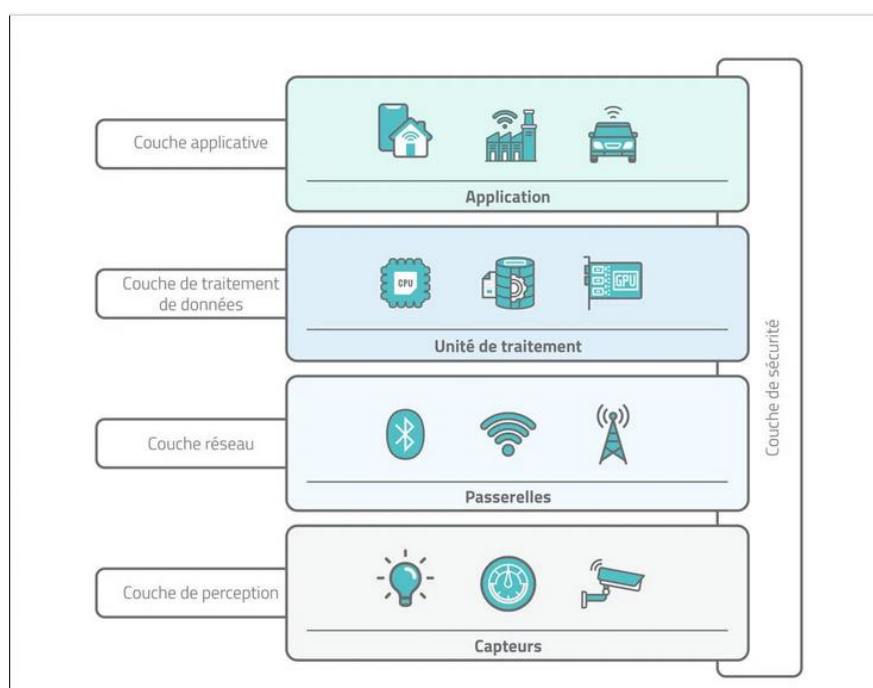 Couche applicative
Application
Couche de traitement
de données
CPU
GPU
Unité de traitement
Couche réseau
Passerelles
Couche de perception
Capteurs
Couche de sécurité